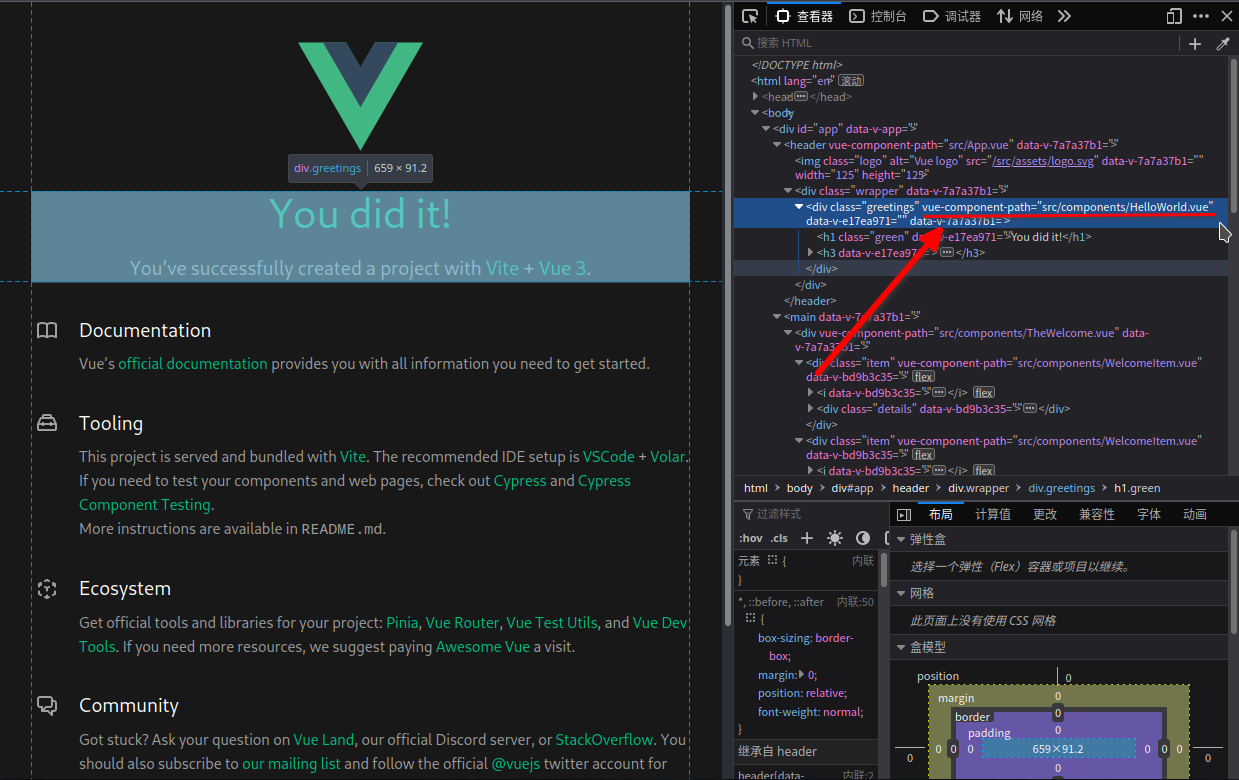 You did it!
You've successfully created a project with Vite + Vue 3.
div.greetings 659 × 91.2
Documentation
Vue's official documentation provides you with all information you need to get started.
Tooling
This project is served and bundled with Vite. The recommended IDE setup is VSCode + Volar.
If you need to test your components and web pages, check out Cypress and Cypress
Component Testing.
More instructions are available in README.md.
Ecosystem
Get official tools and libraries for your project: Pinia, Vue Router, Vue Test Utils, and Vue Dev
Tools. If you need more resources, we suggest paying Awesome Vue a visit.
Community
Got stuck? Ask your question on Vue Land, our official Discord server, or StackOverflow. You
should also subscribe to our mailing list and follow the official @vuejs twitter account for
查看器 控制台 调试器 网络
搜索 HTML
<!DOCTYPE html>
<html lang="en"> 滚动
<head>···</head>
<body>
<div id="app" data-v-app="">
<header vue-component-path="src/App.vue" data-v-7a7a37b1="">
<img class="logo" alt="Vue logo" src="/src/assets/logo.svg" data-v-7a7a37b1=""
width="125" height="125">
<div class="wrapper" data-v-7a7a37b1="">
<div class="greetings" vue-component-path="src/components/HelloWorld.vue"
data-v-e17ea971="" data-v-7a7a37b1="">
<h1 class="green" data-v-e17ea971="">You did it!</h1>
<h3 data-v-e17ea971="">···</h3>
</div>
</div>
</header>
<main data-v-7a7a37b1="">
<div vue-component-path="src/components/TheWelcome.vue" data-
v-7a7a37b1="">
<div class="item" vue-component-path="src/components/WelcomeItem.vue"
data-v-bd9b3c35=""> flex
<i data-v-bd9b3c35="">···</i> flex
<div class="details" data-v-bd9b3c35="">···</div>
</div>
<div class="item" vue-component-path="src/components/WelcomeItem.vue"
data-v-bd9b3c35=""> flex
<i data-v-bd9b3c35="">···</i> flex
html > body > div#app > header > div.wrapper > div.greetings > h1.green
过滤样式
:hov .cls +
元素 { 内联
}
*, ::before, ::after 内联:50
{
box-sizing: border-
box;
margin: 0;
position: relative;
font-weight: normal;
}
继承自 header
header[data- 内联:2
布局 计算值 更改 兼容性 字体 动画
弹性盒
选择一个弹性（Flex）容器或项目以继续。
网格
此页面上没有使用 CSS 网格
盒模型
position 0
margin 0
border 0
padding 0
0 0 0 0 659×91.2 0 0 0 0
0